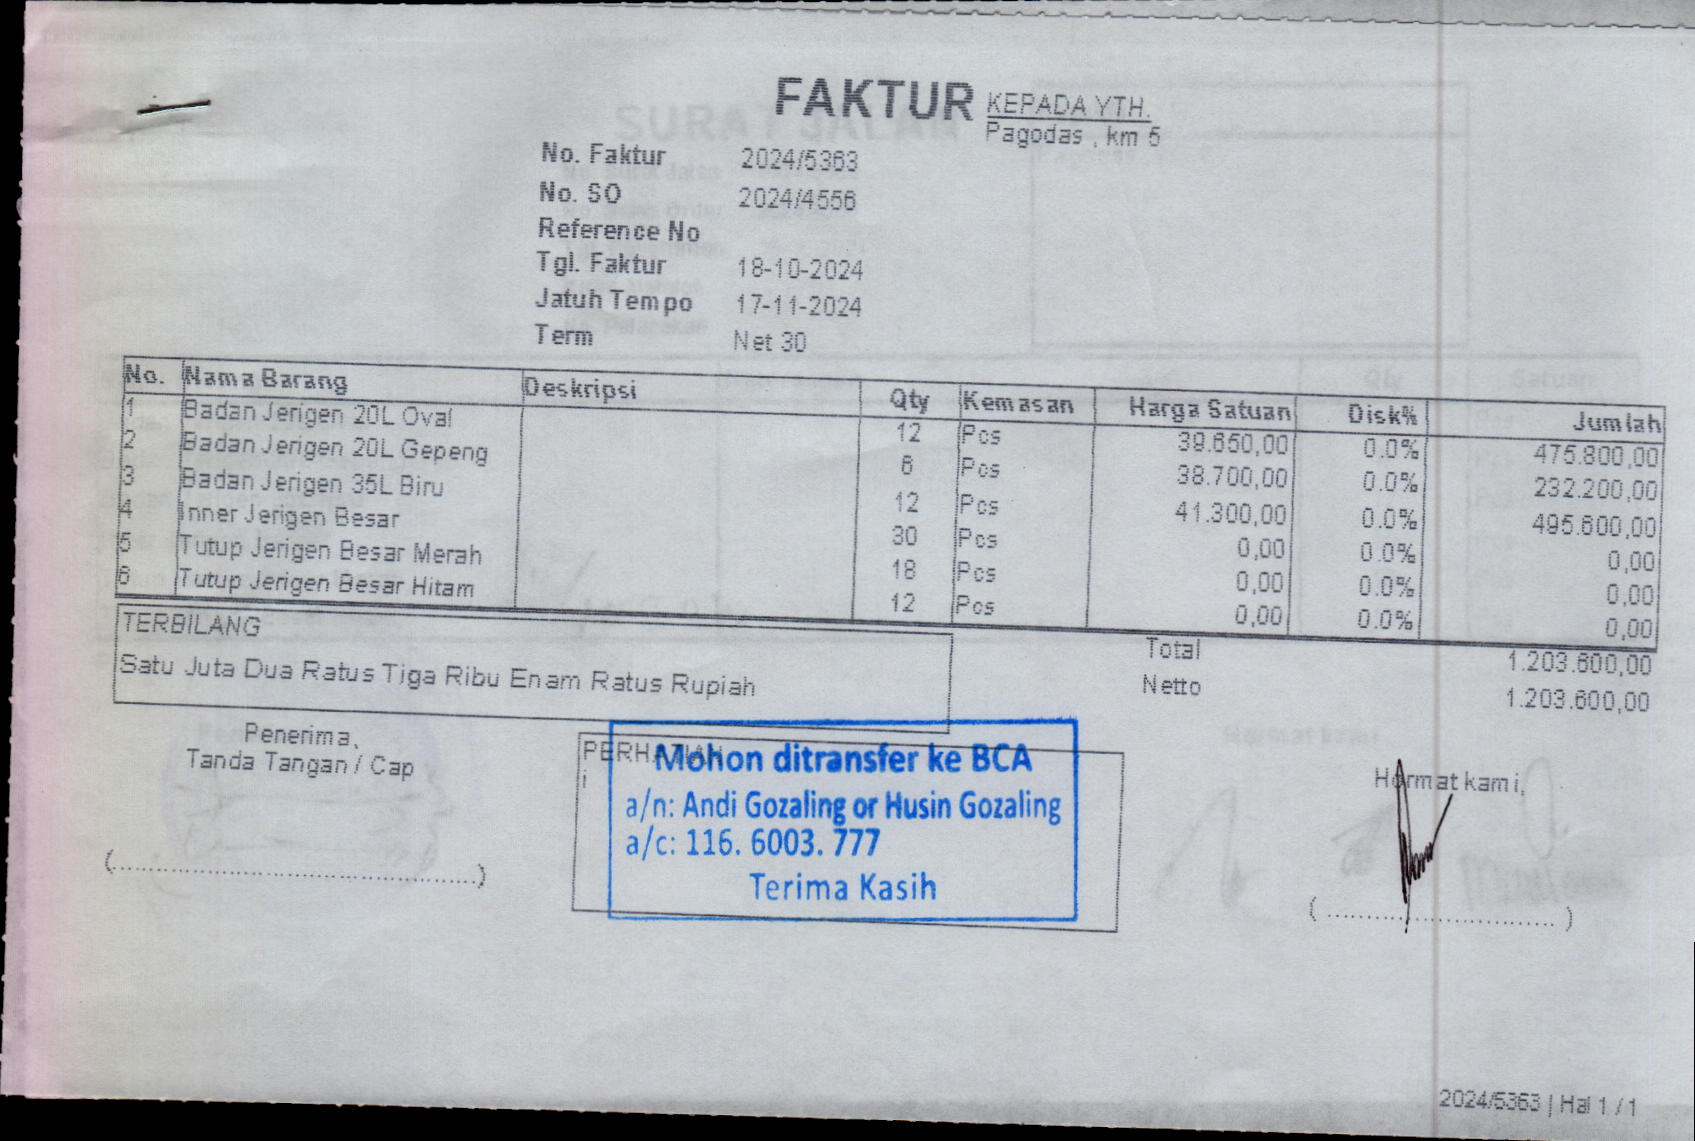 FAKTUR
KEPADA YTH.
Pagodas , km 5
No. Faktur 2024/5363
No. SO 2024/4556
Reference No
Tgl. Faktur 18-10-2024
Jatuh Tempo 17-11-2024
Term Net 30
No. Nama Barang Deskripsi Qty Kemasan Harga Satuan Disk% Jumlah
1 Badan Jerigen 20L Oval 12 Pcs 39.650,00 0.0% 475.800,00
2 Badan Jerigen 20L Gepeng 6 Pcs 38.700,00 0.0% 232.200,00
3 Badan Jerigen 35L Biru 12 Pcs 41.300,00 0.0% 495.600,00
4 Inner Jerigen Besar 30 Pcs 0,00 0.0% 0,00
5 Tutup Jerigen Besar Merah 18 Pcs 0,00 0.0% 0,00
6 Tutup Jerigen Besar Hitam 12 Pcs 0,00 0.0% 0,00
TERBILANG
Satu Juta Dua Ratus Tiga Ribu Enam Ratus Rupiah
Total 1.203.600,00
Netto 1.203.600,00
Penerima,
Tanda Tangan / Cap
(..........................................)
PERHATIAN
i
Mohon ditransfer ke BCA
a/n: Andi Gozaling or Husin Gozaling
a/c: 116. 6003. 777
Terima Kasih
Hormat kami,
( .............................. )
2024/5363 | Hal 1 / 1